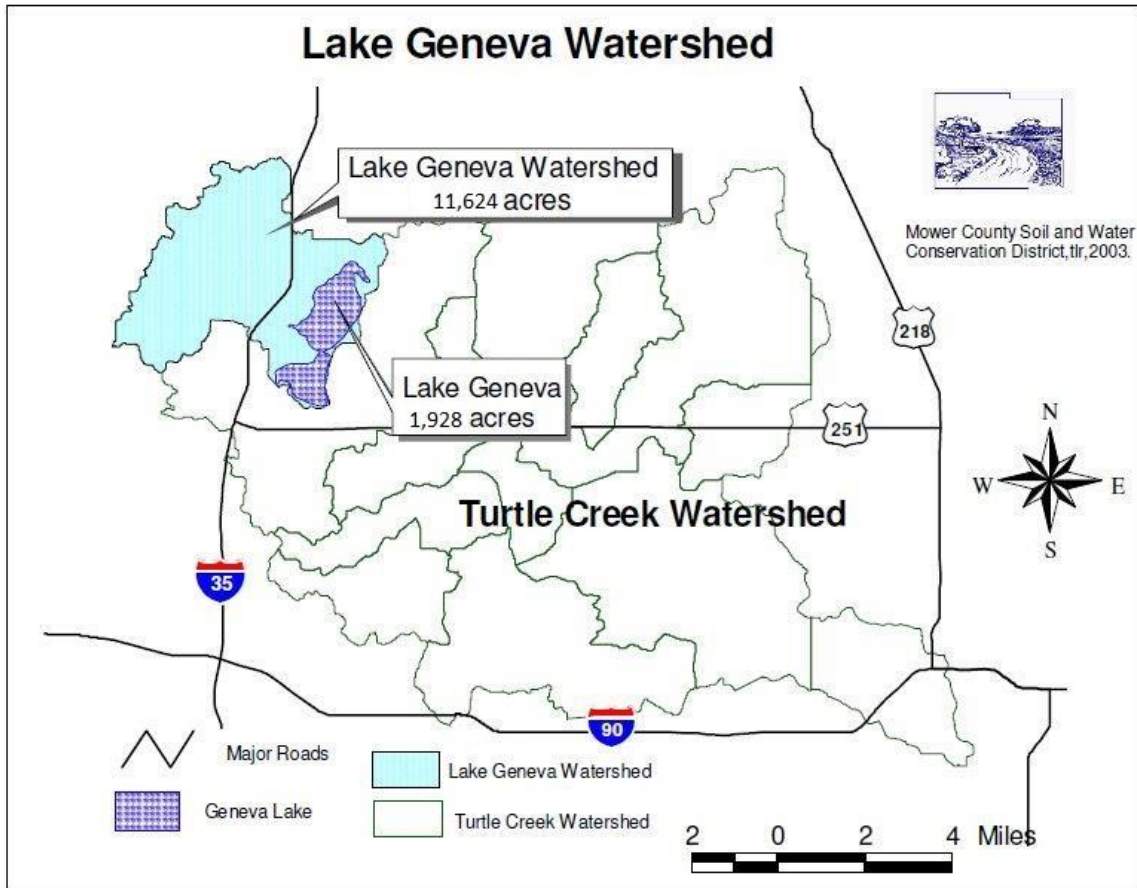 Lake Geneva Watershed
Lake Geneva Watershed
11,624 acres
Mower County Soil and Water
Conservation District,tlr,2003.
218
Lake Geneva
1,928 acres
251
N
W
E
S
Turtle Creek Watershed
35
90
Major Roads
Lake Geneva Watershed
Geneva Lake
Turtle Creek Watershed
2 0 2 4 Miles